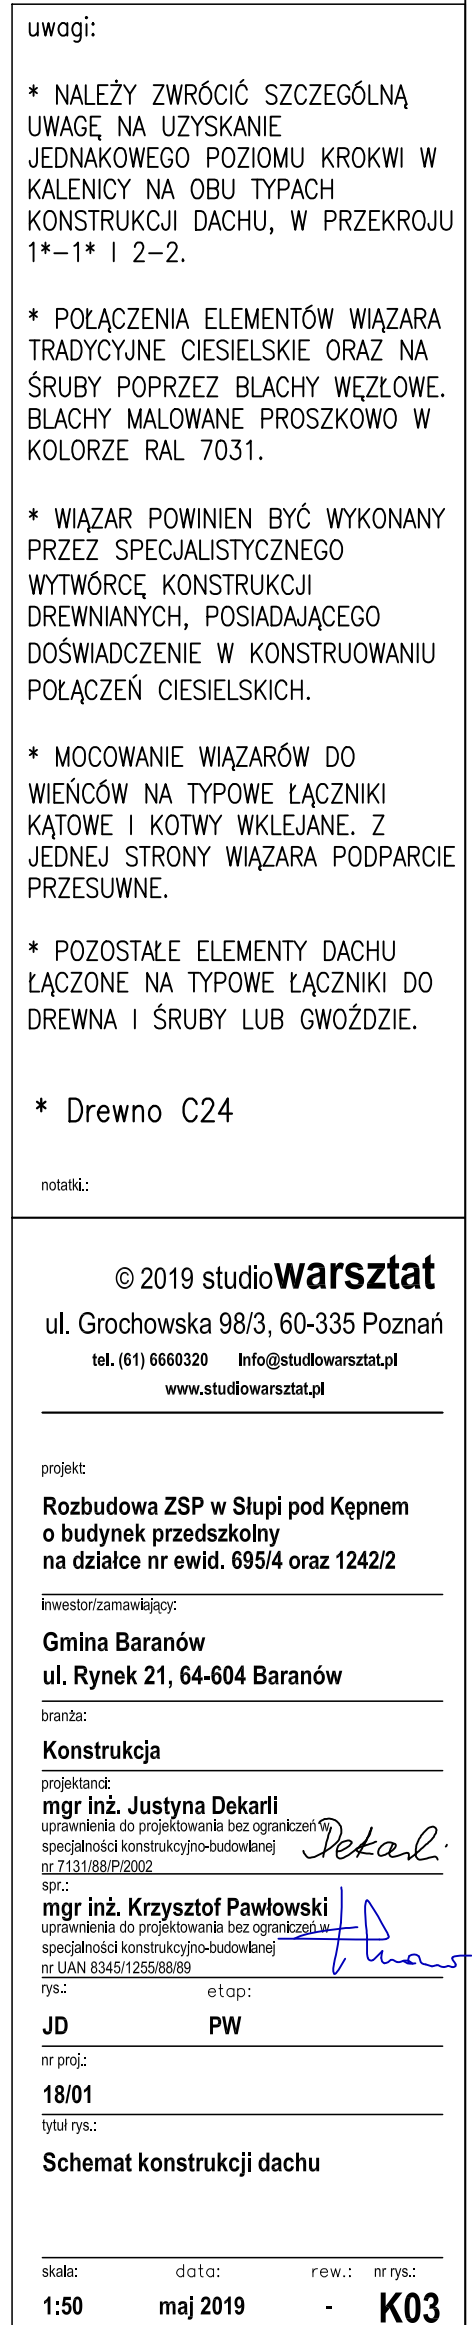 uwagi:
* NALEŻY ZWRÓCIĆ SZCZEGÓLNĄ
UWAGĘ NA UZYSKANIE
JEDNAKOWEGO POZIOMU KROKWI W
KALENICY NA OBU TYPACH
KONSTRUKCJI DACHU, W PRZEKROJU
1*–1* I 2–2.
* POŁĄCZENIA ELEMENTÓW WIĄZARA
TRADYCYJNE CIESIELSKIE ORAZ NA
ŚRUBY POPRZEZ BLACHY WĘZŁOWE.
BLACHY MALOWANE PROSZKOWO W
KOLORZE RAL 7031.
* WIĄZAR POWINIEN BYĆ WYKONANY
PRZEZ SPECJALISTYCZNEGO
WYTWÓRCĘ KONSTRUKCJI
DREWNIANYCH, POSIADAJĄCEGO
DOŚWIADCZENIE W KONSTRUOWANIU
POŁĄCZEŃ CIESIELSKICH.
* MOCOWANIE WIĄZARÓW DO
WIEŃCÓW NA TYPOWE ŁĄCZNIKI
KĄTOWE I KOTWY WKLEJANE. Z
JEDNEJ STRONY WIĄZARA PODPARCIE
PRZESUWNE.
* POZOSTAŁE ELEMENTY DACHU
ŁĄCZONE NA TYPOWE ŁĄCZNIKI DO
DREWNA I ŚRUBY LUB GWOŹDZIE.
* Drewno C24
notatki.:
© 2019 studiowarsztat
ul. Grochowska 98/3, 60-335 Poznań
tel. (61) 6660320 Info@studiowarsztat.pl
www.studiowarsztat.pl
projekt:
Rozbudowa ZSP w Słupi pod Kępnem
o budynek przedszkolny
na działce nr ewid. 695/4 oraz 1242/2
inwestor/zamawiający:
Gmina Baranów
ul. Rynek 21, 64-604 Baranów
branża:
Konstrukcja
projektanci:
mgr inż. Justyna Dekarli
uprawnienia do projektowania bez ograniczeń w
specjalności konstrukcyjno-budowlanej
nr 7131/88/P/2002
Dekarli
spr.:
mgr inż. Krzysztof Pawłowski
uprawnienia do projektowania bez ograniczeń w
specjalności konstrukcyjno-budowlanej
nr UAN 8345/1255/88/89
rys.: etap:
JD PW
nr proj.:
18/01
tytuł rys.:
Schemat konstrukcji dachu
skala: data: rew.: nr rys.:
1:50 maj 2019 - K03